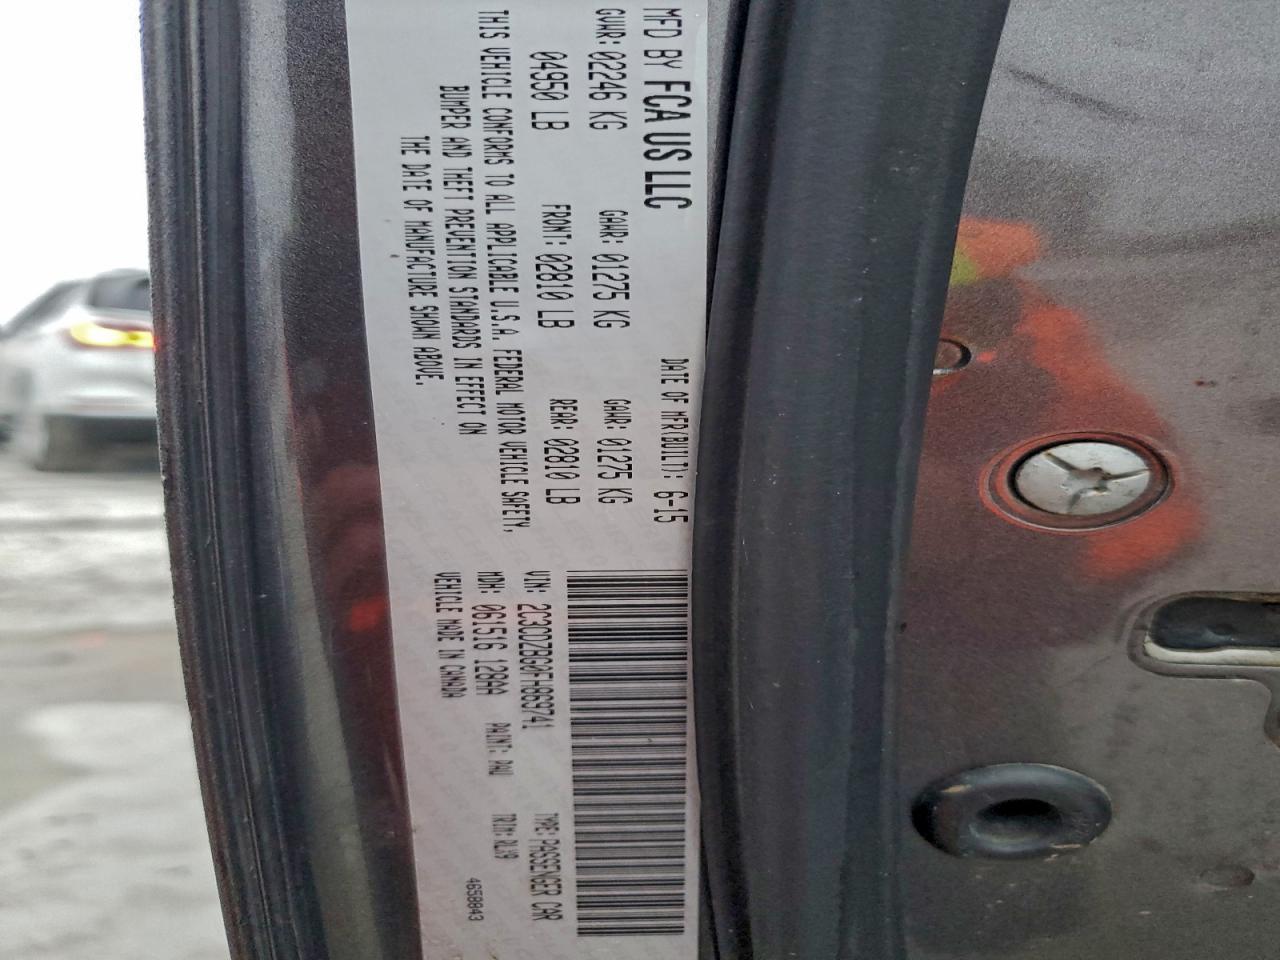 MFD BY FCA US LLC
DATE OF MFR(BUILT): 6-15
GVWR: 02246 KG GAWR: 01275 KG GAWR: 01275 KG
04950 LB FRONT: 02810 LB REAR: 02810 LB
THIS VEHICLE CONFORMS TO ALL APPLICABLE U.S.A. FEDERAL MOTOR VEHICLE SAFETY,
BUMPER AND THEFT PREVENTION STANDARDS IN EFFECT ON
THE DATE OF MANUFACTURE SHOWN ABOVE.
VIN: 2C3CDZBG0FH869741 TYPE: PASSENGER CAR
MDH: 061516 128AA PAINT: PAU TRIM: RLX9
VEHICLE MADE IN CANADA 4658043